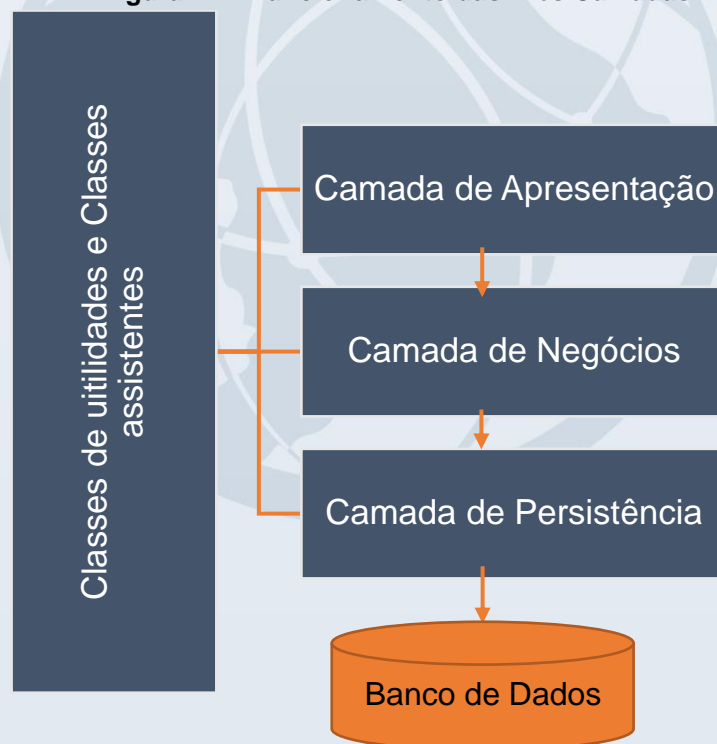 Classes de uitilidades e Classes
assistentes
Camada de Apresentação
Camada de Negócios
Camada de Persistência
Banco de Dados